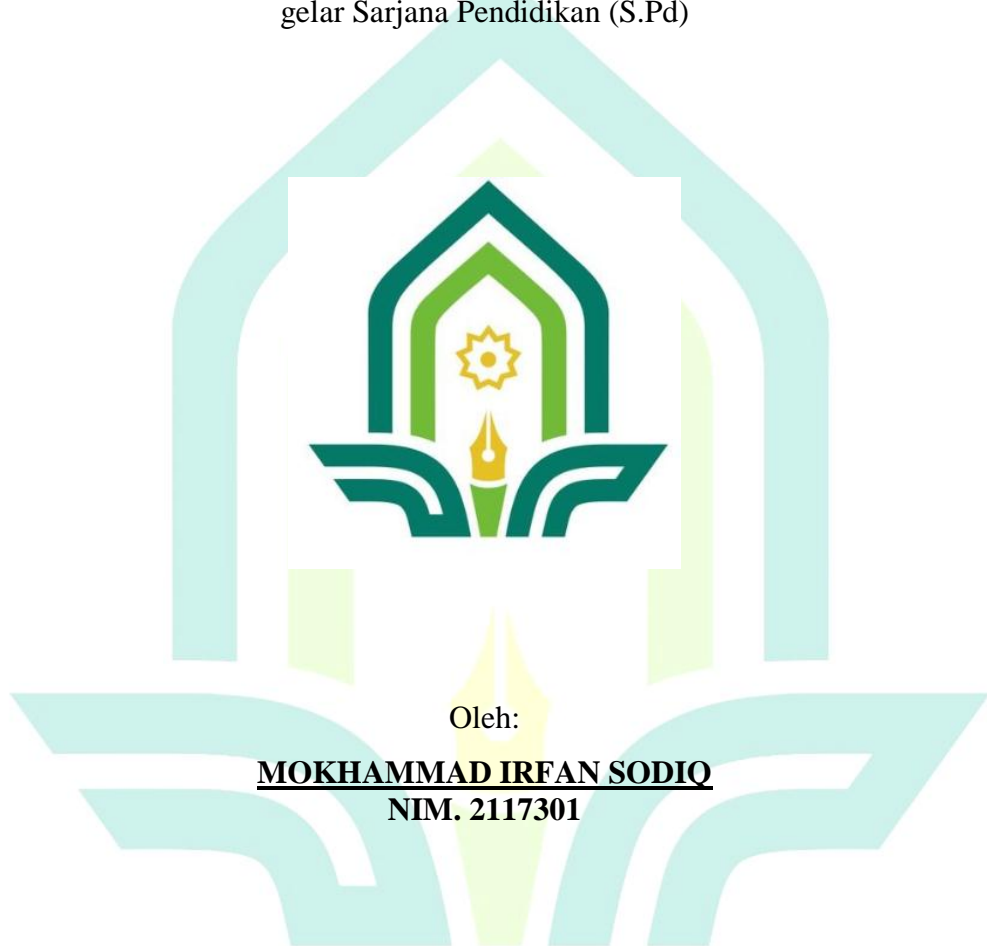 gelar Sarjana Pendidikan (S.Pd)
Oleh:
MOKHAMMAD IRFAN SODIQ
NIM. 2117301